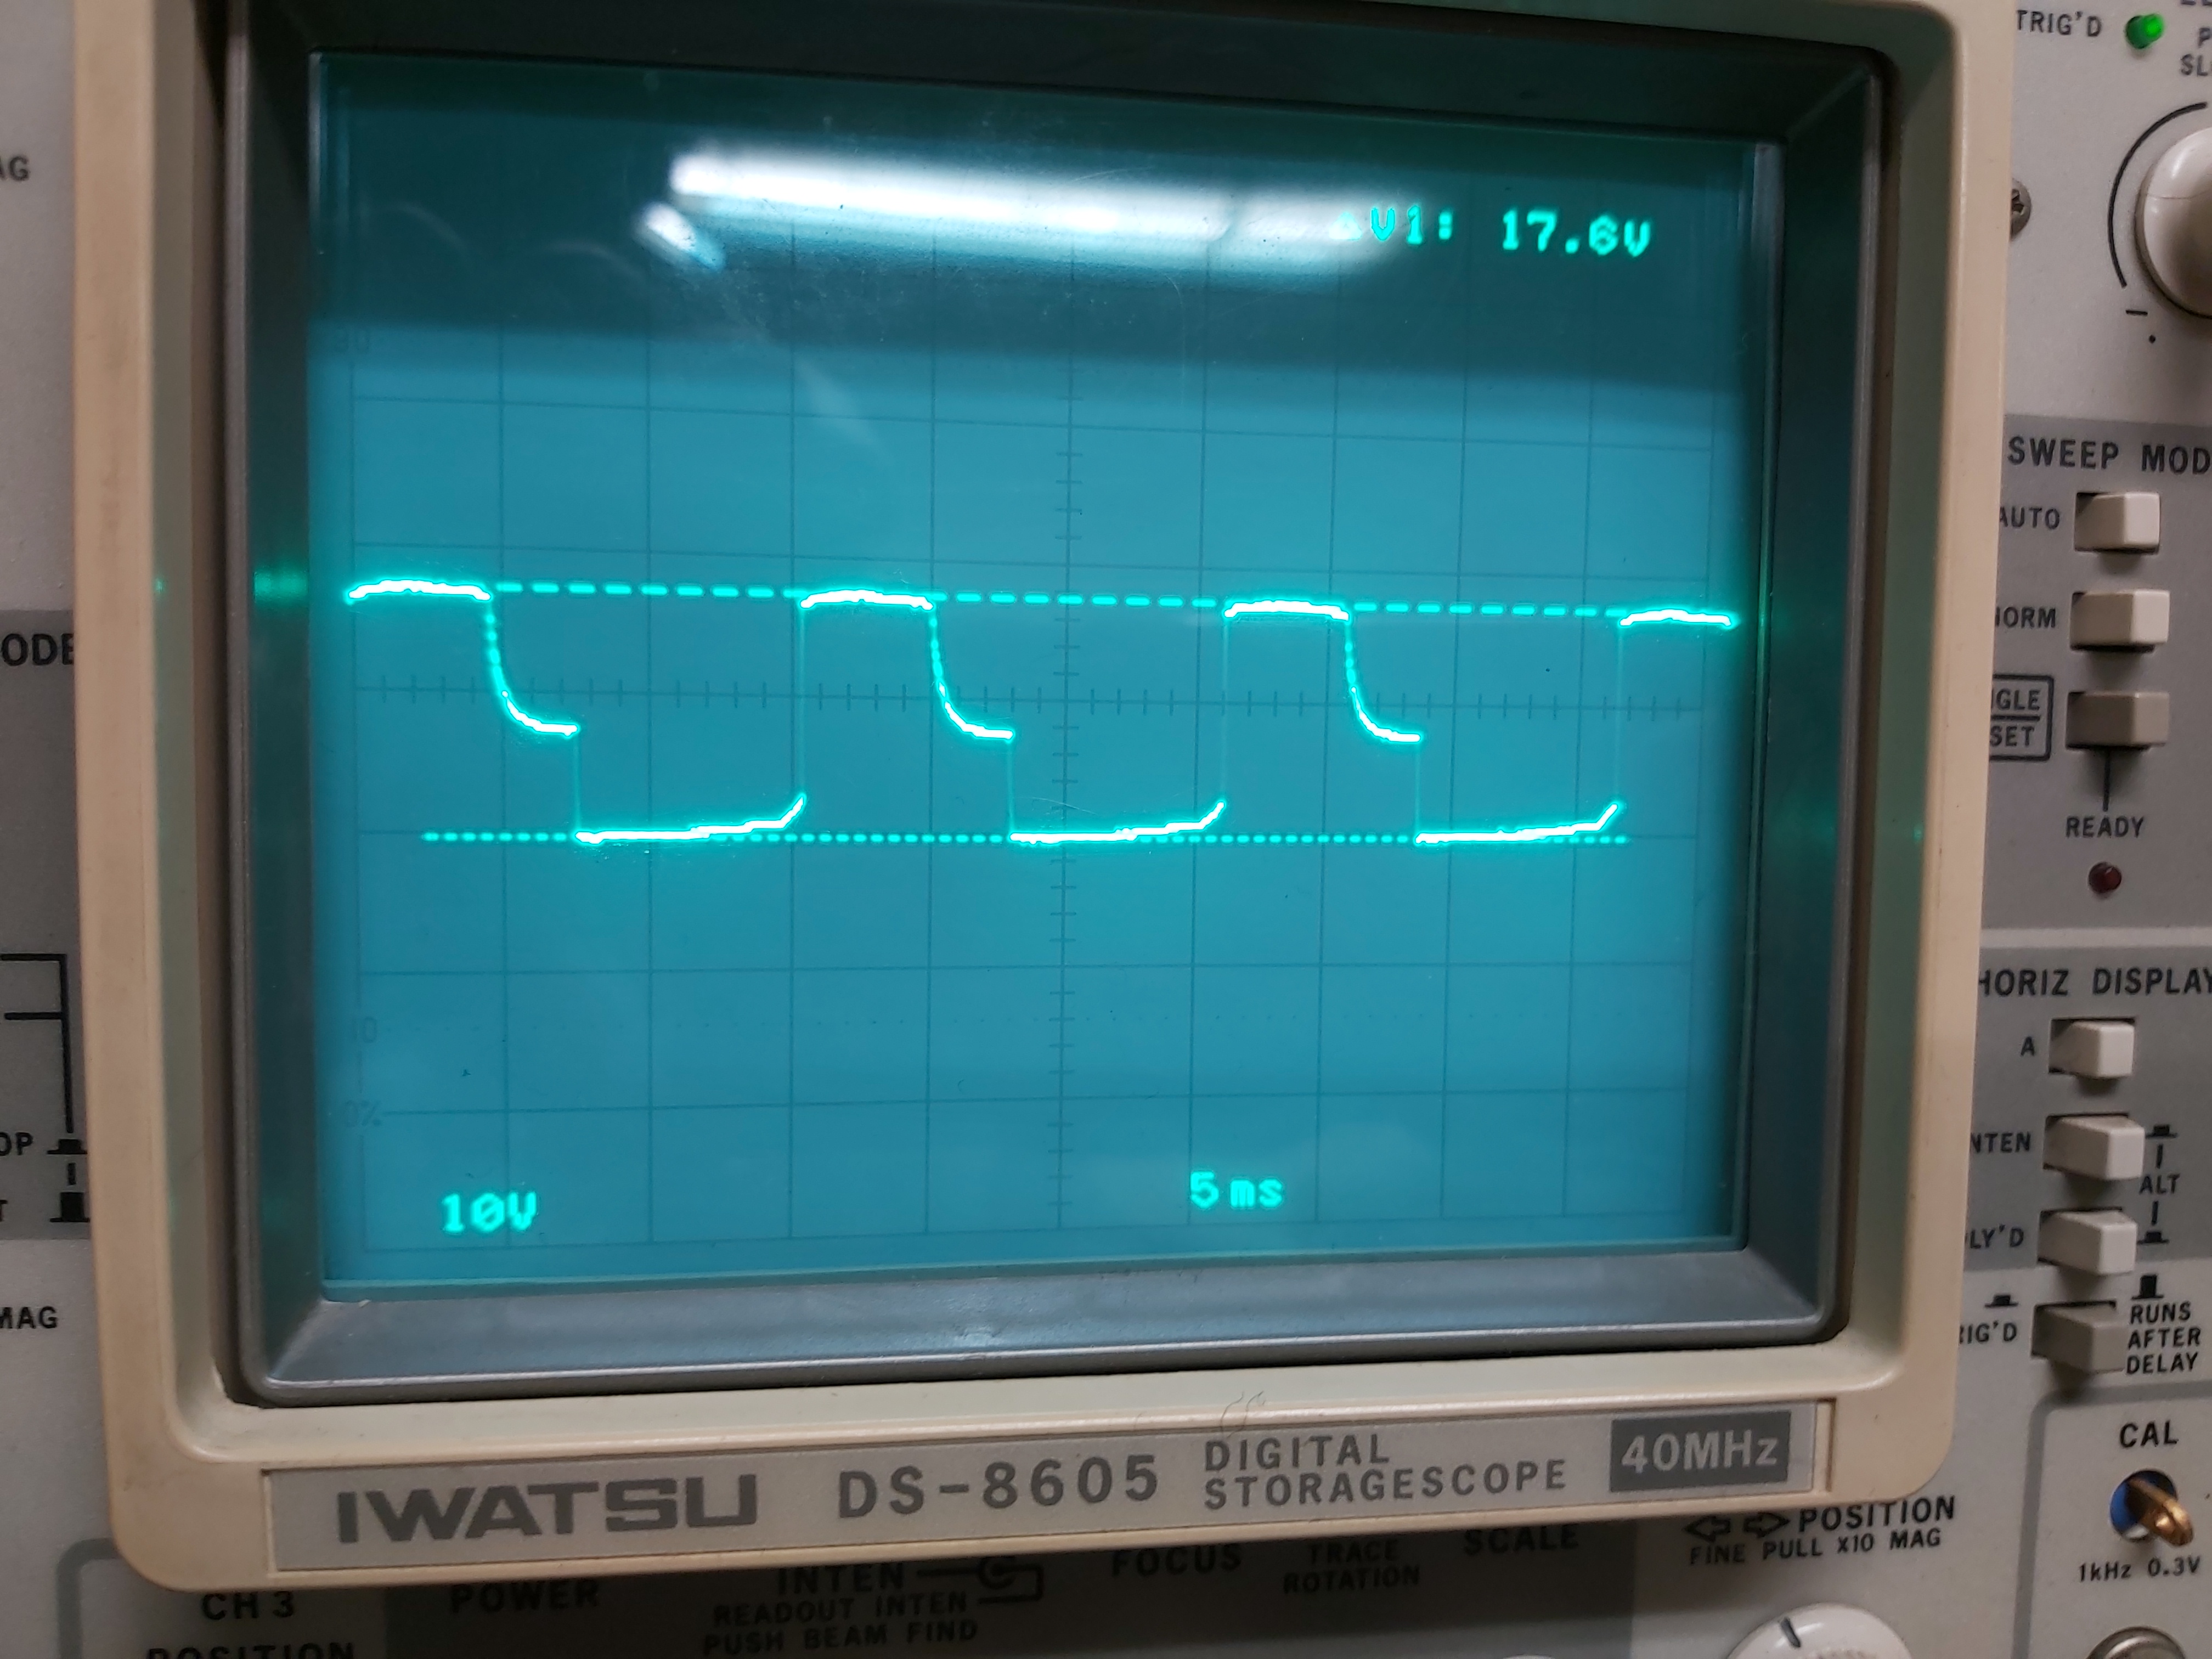 TRIG'D
ΔV1: 17.6V
SWEEP MOD
AUTO
NORM
READY
HORIZ DISPLAY
A
INTEN
ALT
RUNS
AFTER
DELAY
10V
5ms
CAL
1kHz 0.3V
IWATSU DS-8605 DIGITAL STORAGESCOPE 40MHz
POSITION
FINE PULL X10 MAG
CH 3
POSITION
POWER
INTEN
READOUT INTEN
PUSH BEAM FIND
FOCUS
TRACE
ROTATION
SCALE
MAG